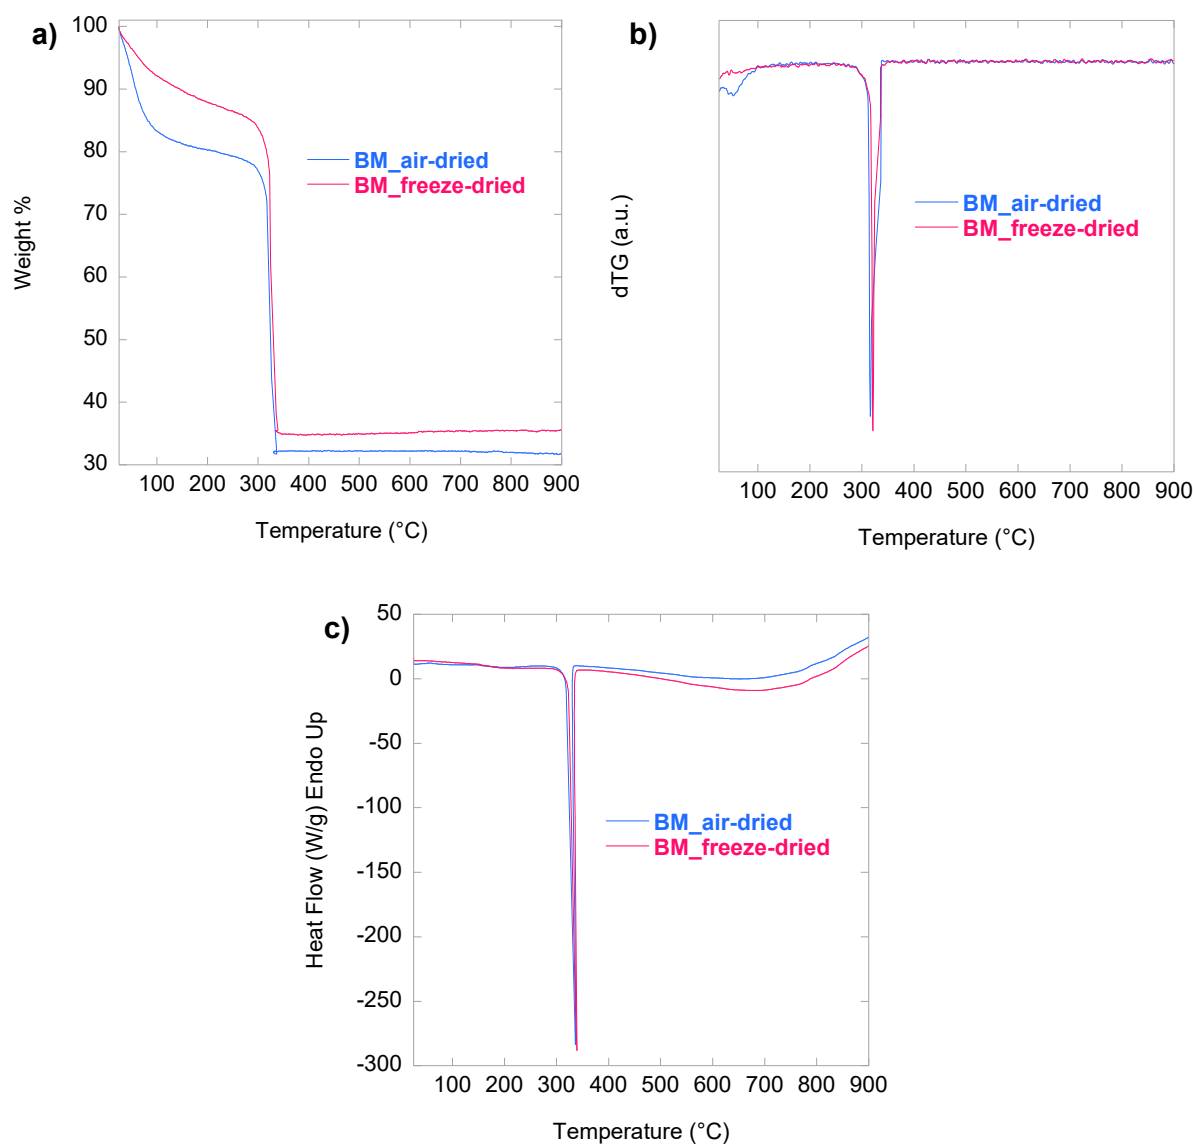 a)
100
90
80
70
60
50
40
30
Weight %
BM_air-dried
BM_freeze-dried
100 200 300 400 500 600 700 800 900
Temperature (°C)
b)
dTG (a.u.)
BM_air-dried
BM_freeze-dried
100 200 300 400 500 600 700 800 900
Temperature (°C)
c)
50
0
-50
-100
-150
-200
-250
-300
Heat Flow (W/g) Endo Up
BM_air-dried
BM_freeze-dried
100 200 300 400 500 600 700 800 900
Temperature (°C)